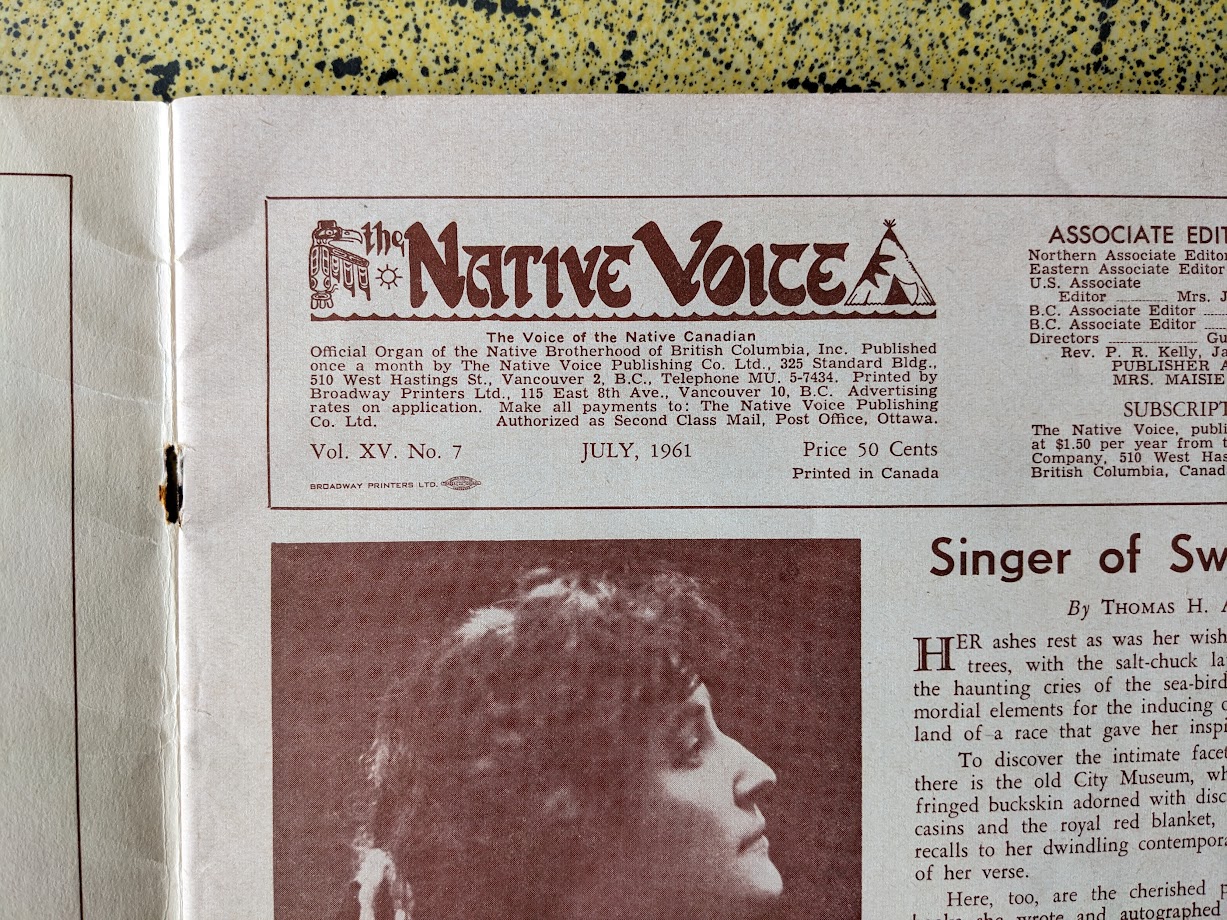 the NATIVE VOICE
The Voice of the Native Canadian
Official Organ of the Native Brotherhood of British Columbia, Inc. Published
once a month by The Native Voice Publishing Co. Ltd., 325 Standard Bldg.,
510 West Hastings St., Vancouver 2, B.C., Telephone MU. 5-7434. Printed by
Broadway Printers Ltd., 115 East 8th Ave., Vancouver 10, B.C. Advertising
rates on application. Make all payments to: The Native Voice Publishing
Co. Ltd. Authorized as Second Class Mail, Post Office, Ottawa.
Vol. XV. No. 7 JULY, 1961 Price 50 Cents
Printed in Canada
BROADWAY PRINTERS LTD.
ASSOCIATE EDIT
Northern Associate Editor
Eastern Associate Editor
U.S. Associate
Editor Mrs. J
B.C. Associate Editor
B.C. Associate Editor
Directors Gu
Rev. P. R. Kelly, Ja
PUBLISHER A
MRS. MAISIE
SUBSCRIPT
The Native Voice, publi
at $1.50 per year from t
Company, 510 West Has
British Columbia, Canad
Singer of Sw
By THOMAS H. A
HER ashes rest as was her wish
trees, with the salt-chuck la
the haunting cries of the sea-bird
mordial elements for the inducing
land of a race that gave her inspi
To discover the intimate facet
there is the old City Museum, wh
fringed buckskin adorned with disc
casins and the royal red blanket,
recalls to her dwindling contempora
of her verse.
Here, too, are the cherished p
books she wrote and autographed